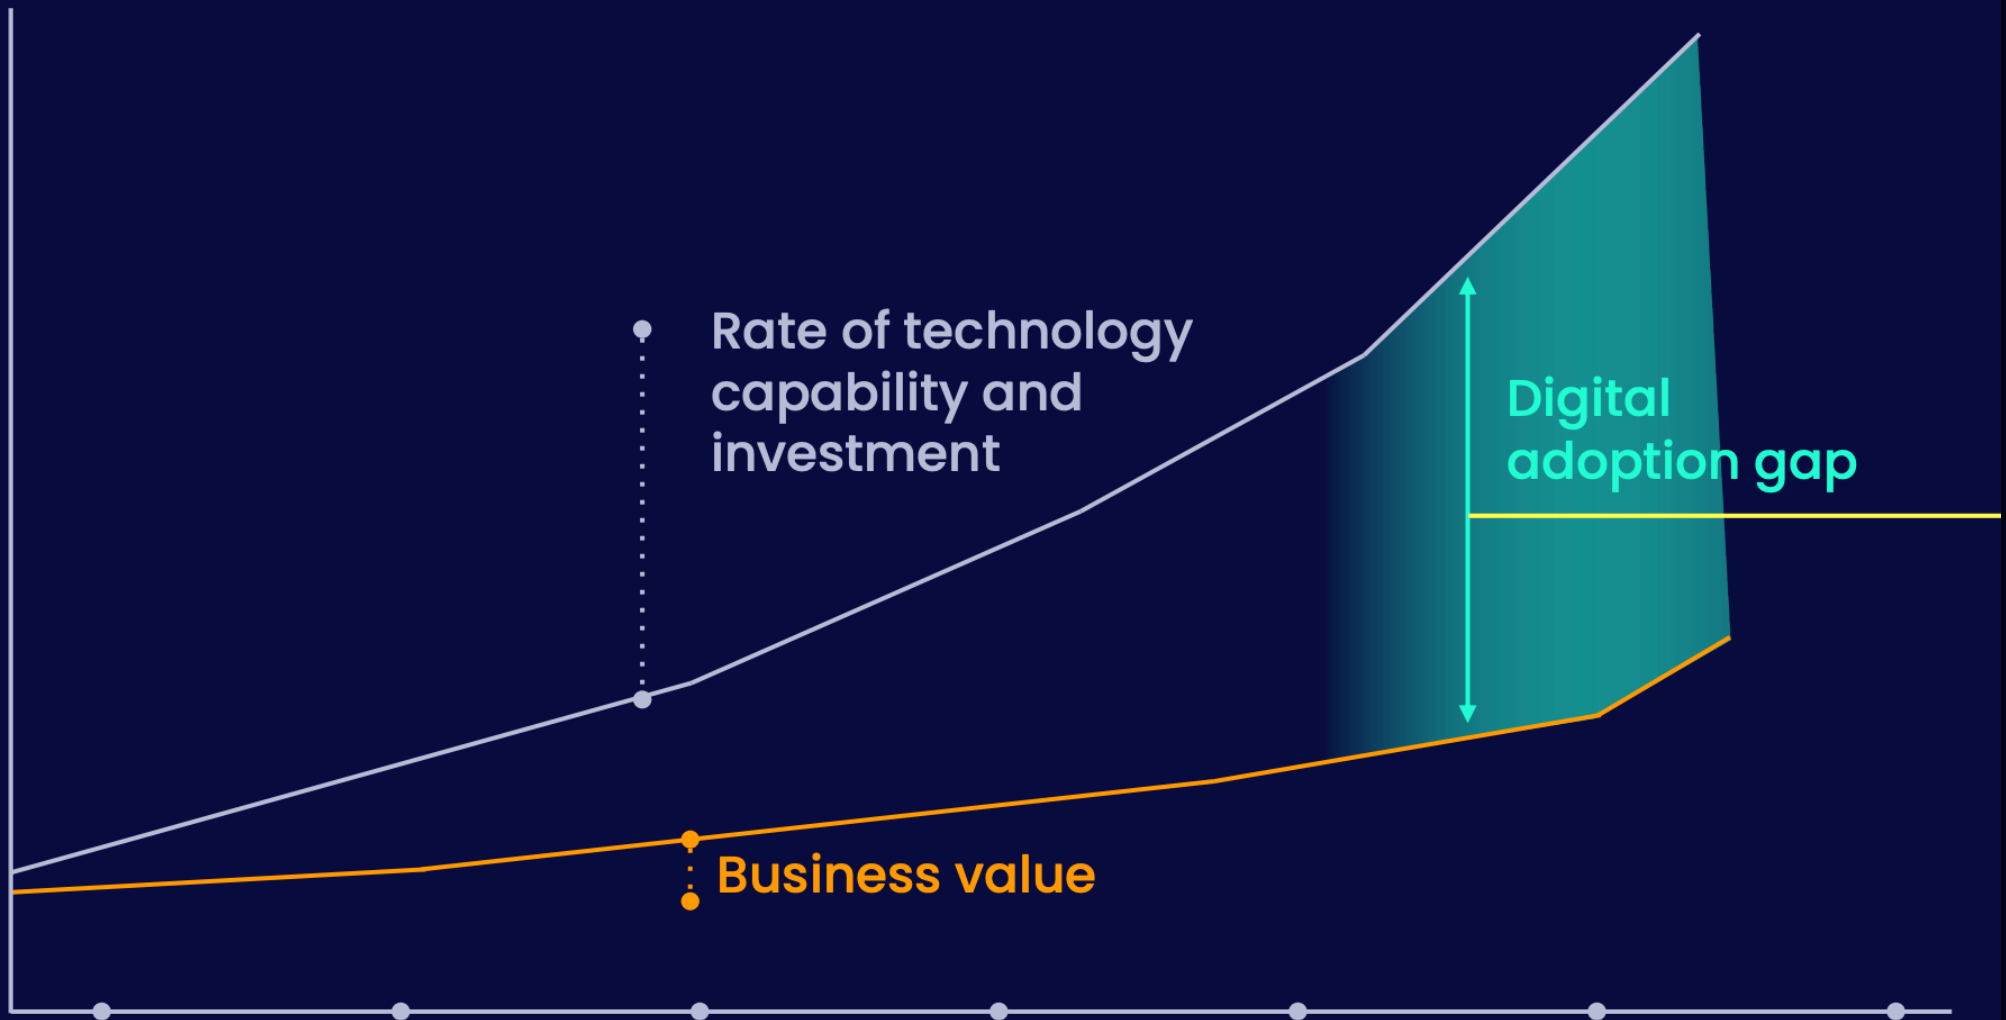 Rate of technology
capability and
investment
Digital
adoption gap
Business value